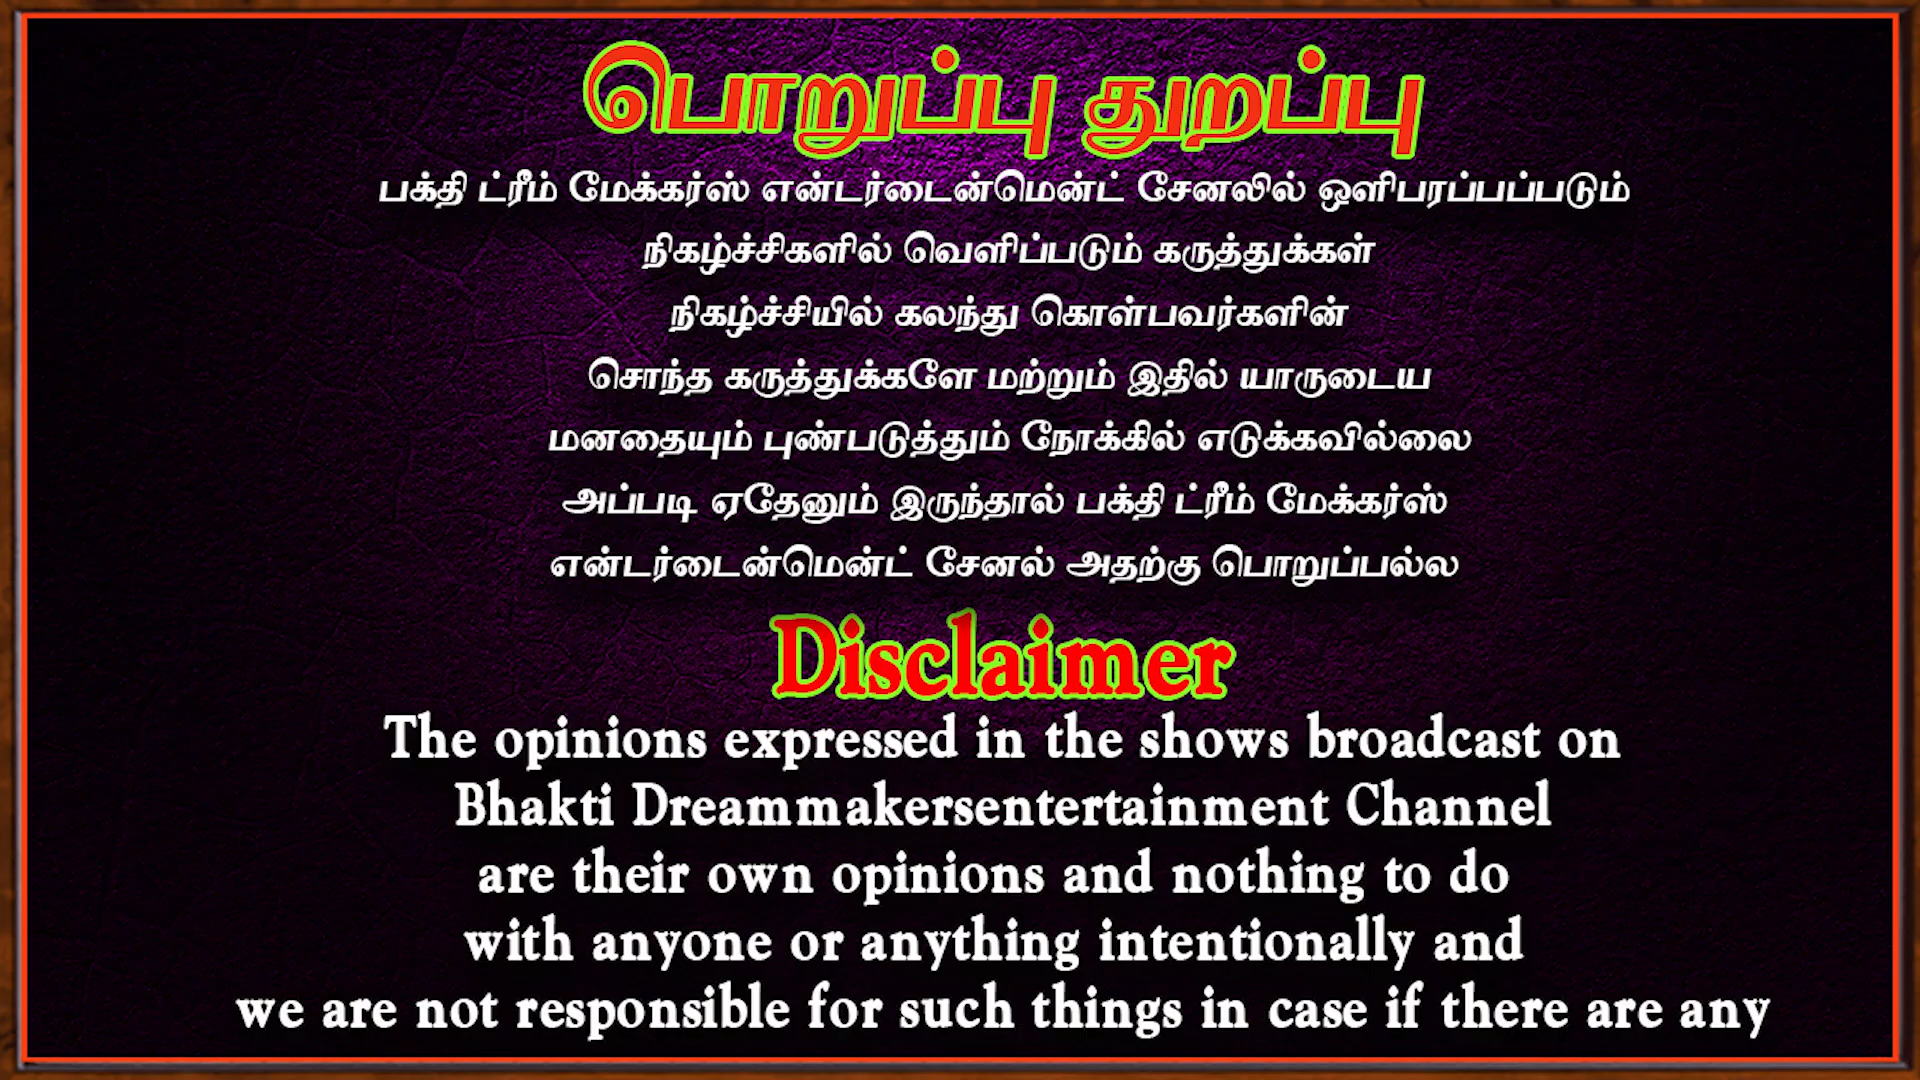 பொறுப்பு துறப்பு
பக்தி ட்ரீம் மேக்கர்ஸ் என்டர்டைன்மென்ட் சேனலில் ஒளிபரப்பப்படும்
நிகழ்ச்சிகளில் வெளிப்படும் கருத்துக்கள்
நிகழ்ச்சியில் கலந்து கொள்பவர்களின்
சொந்த கருத்துக்களே மற்றும் இதில் யாருடைய
மனதையும் புண்படுத்தும் நோக்கில் எடுக்கவில்லை
அப்படி ஏதேனும் இருந்தால் பக்தி ட்ரீம் மேக்கர்ஸ்
என்டர்டைன்மென்ட் சேனல் அதற்கு பொறுப்பல்ல
Disclaimer
The opinions expressed in the shows broadcast on
Bhakti Dreammakersentertainment Channel
are their own opinions and nothing to do
with anyone or anything intentionally and
we are not responsible for such things in case if there are any